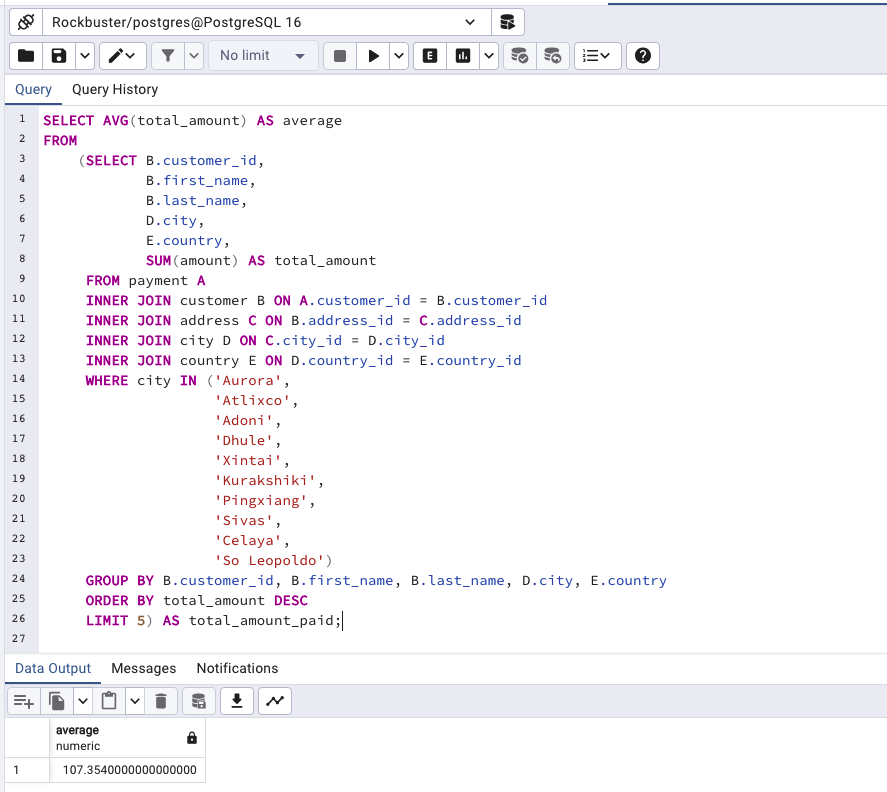 Rockbuster/postgres@PostgreSQL 16
No limit
E
Query Query History
1 SELECT AVG(total_amount) AS average
2 FROM
3 (SELECT B.customer_id,
4 B.first_name,
5 B.last_name,
6 D.city,
7 E.country,
8 SUM(amount) AS total_amount
9 FROM payment A
10 INNER JOIN customer B ON A.customer_id = B.customer_id
11 INNER JOIN address C ON B.address_id = C.address_id
12 INNER JOIN city D ON C.city_id = D.city_id
13 INNER JOIN country E ON D.country_id = E.country_id
14 WHERE city IN ('Aurora',
15 'Atlixco',
16 'Adoni',
17 'Dhule',
18 'Xintai',
19 'Kurakshiki',
20 'Pingxiang',
21 'Sivas',
22 'Celaya',
23 'So Leopoldo')
24 GROUP BY B.customer_id, B.first_name, B.last_name, D.city, E.country
25 ORDER BY total_amount DESC
26 LIMIT 5) AS total_amount_paid;
27
Data Output Messages Notifications
average
numeric
1 107.3540000000000000